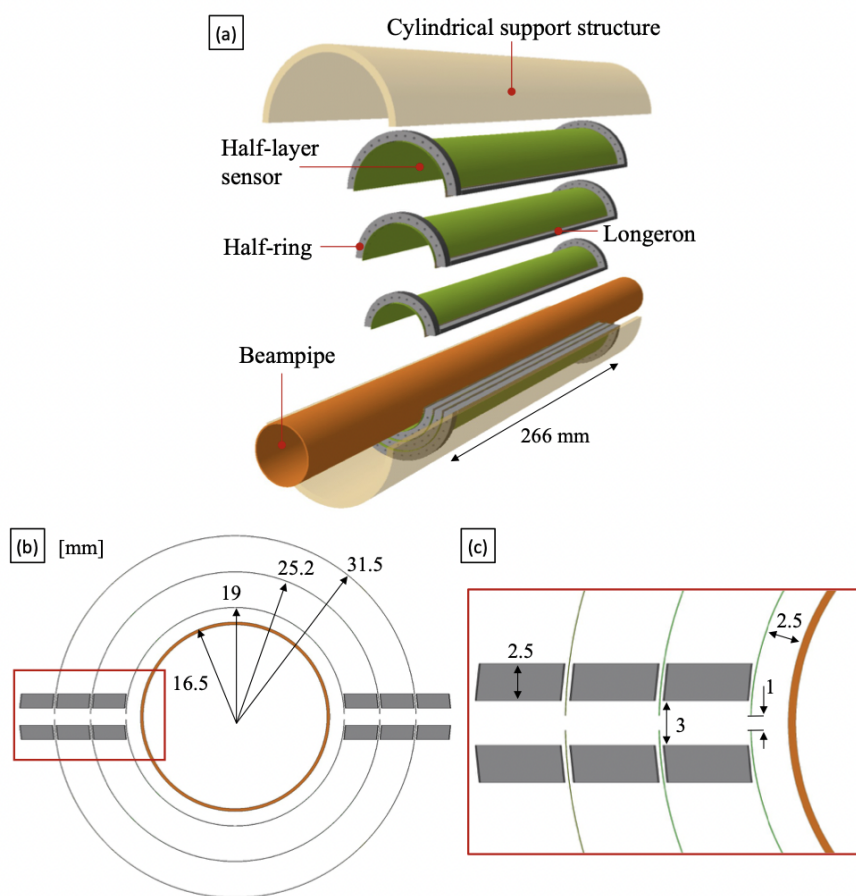 (a)
Cylindrical support structure
Half-layer
sensor
Half-ring
Longeron
Beampipe
266 mm
(b)
[mm]
31.5
25.2
19
16.5
(c)
2.5
2.5
1
3